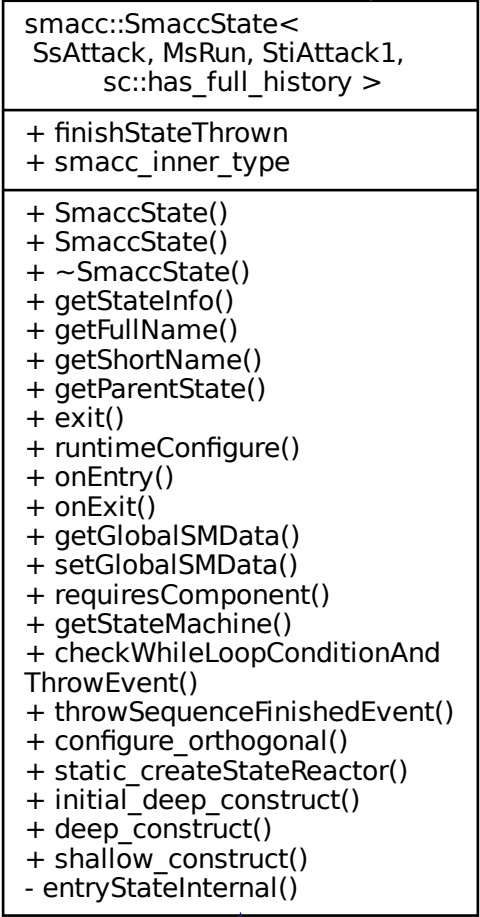 smacc::SmaccState<
SsAttack, MsRun, StiAttack1,
sc::has_full_history >
+ finishStateThrown
+ smacc_inner_type
+ SmaccState()
+ SmaccState()
+ ~SmaccState()
+ getStateInfo()
+ getFullName()
+ getShortName()
+ getParentState()
+ exit()
+ runtimeConfigure()
+ onEntry()
+ onExit()
+ getGlobalSMData()
+ setGlobalSMData()
+ requiresComponent()
+ getStateMachine()
+ checkWhileLoopConditionAnd
ThrowEvent()
+ throwSequenceFinishedEvent()
+ configure_orthogonal()
+ static_createStateReactor()
+ initial_deep_construct()
+ deep_construct()
+ shallow_construct()
- entryStateInternal()